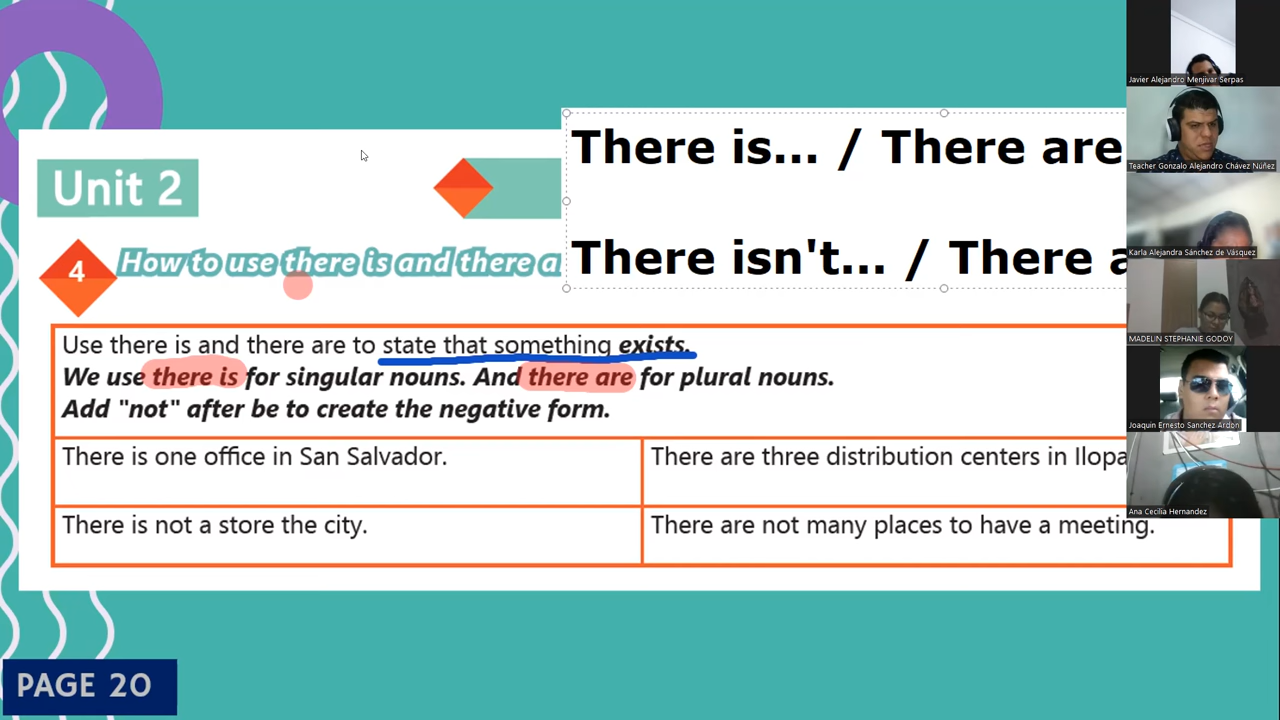 There is... / There are
Unit 2
There isn't... / There a
4
How to use there is and there a
Use there is and there are to state that something exists.
We use there is for singular nouns. And there are for plural nouns.
Add "not" after be to create the negative form.
There is one office in San Salvador.
There are three distribution centers in Ilopa
There is not a store the city.
There are not many places to have a meeting.
PAGE 20
Javier Alejandro Menjivar Serpas
Teacher Gonzalo Alejandro Chávez Núñez
Karla Alejandra Sánchez de Vásquez
MADELIN STEPHANIE GODOY
Joaquin Ernesto Sanchez Ardon
Ana Cecilia Hernandez